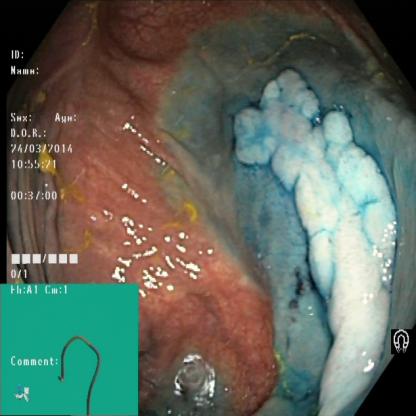 ID:
Name:
Sex: Age:
D.O.B.:
24/03/2014
10:55:21
00:37:00
■■■/■■■
0/1
Eh:A1 Cm:1
Comment: